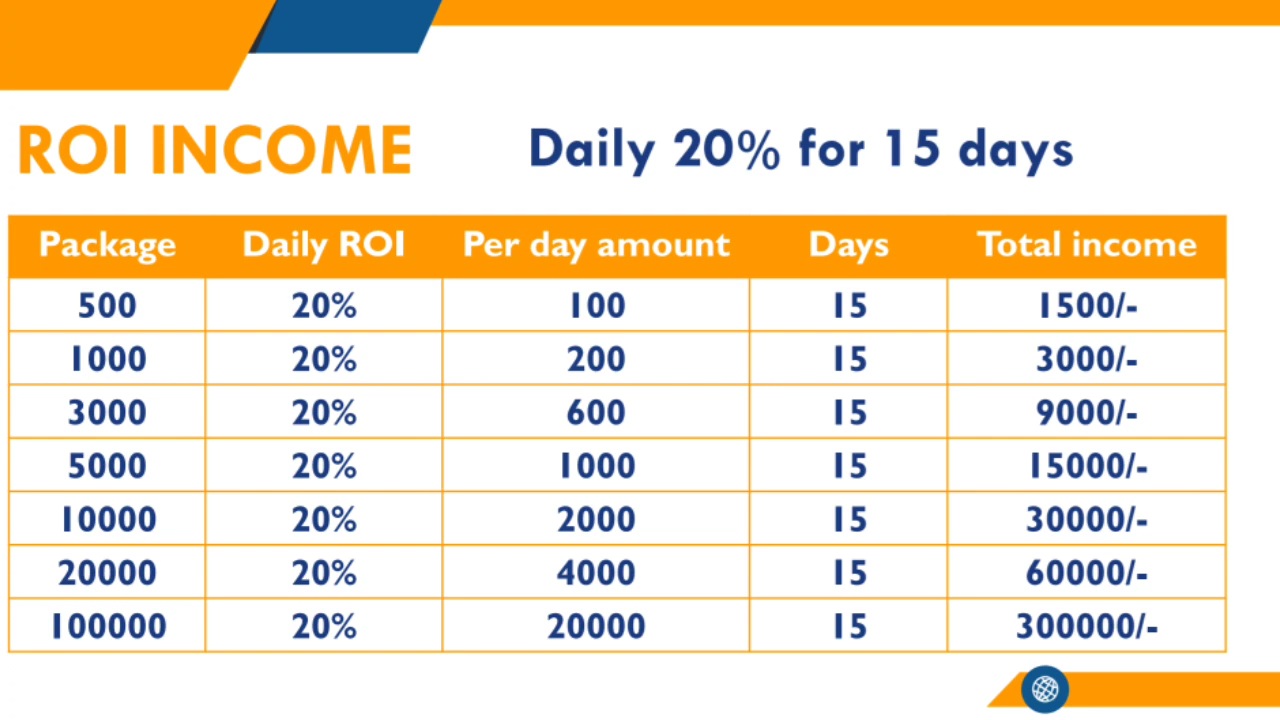 ROI INCOME Daily 20% for 15 days
Package Daily ROI Per day amount Days Total income
500 20% 100 15 1500/-
1000 20% 200 15 3000/-
3000 20% 600 15 9000/-
5000 20% 1000 15 15000/-
10000 20% 2000 15 30000/-
20000 20% 4000 15 60000/-
100000 20% 20000 15 300000/-